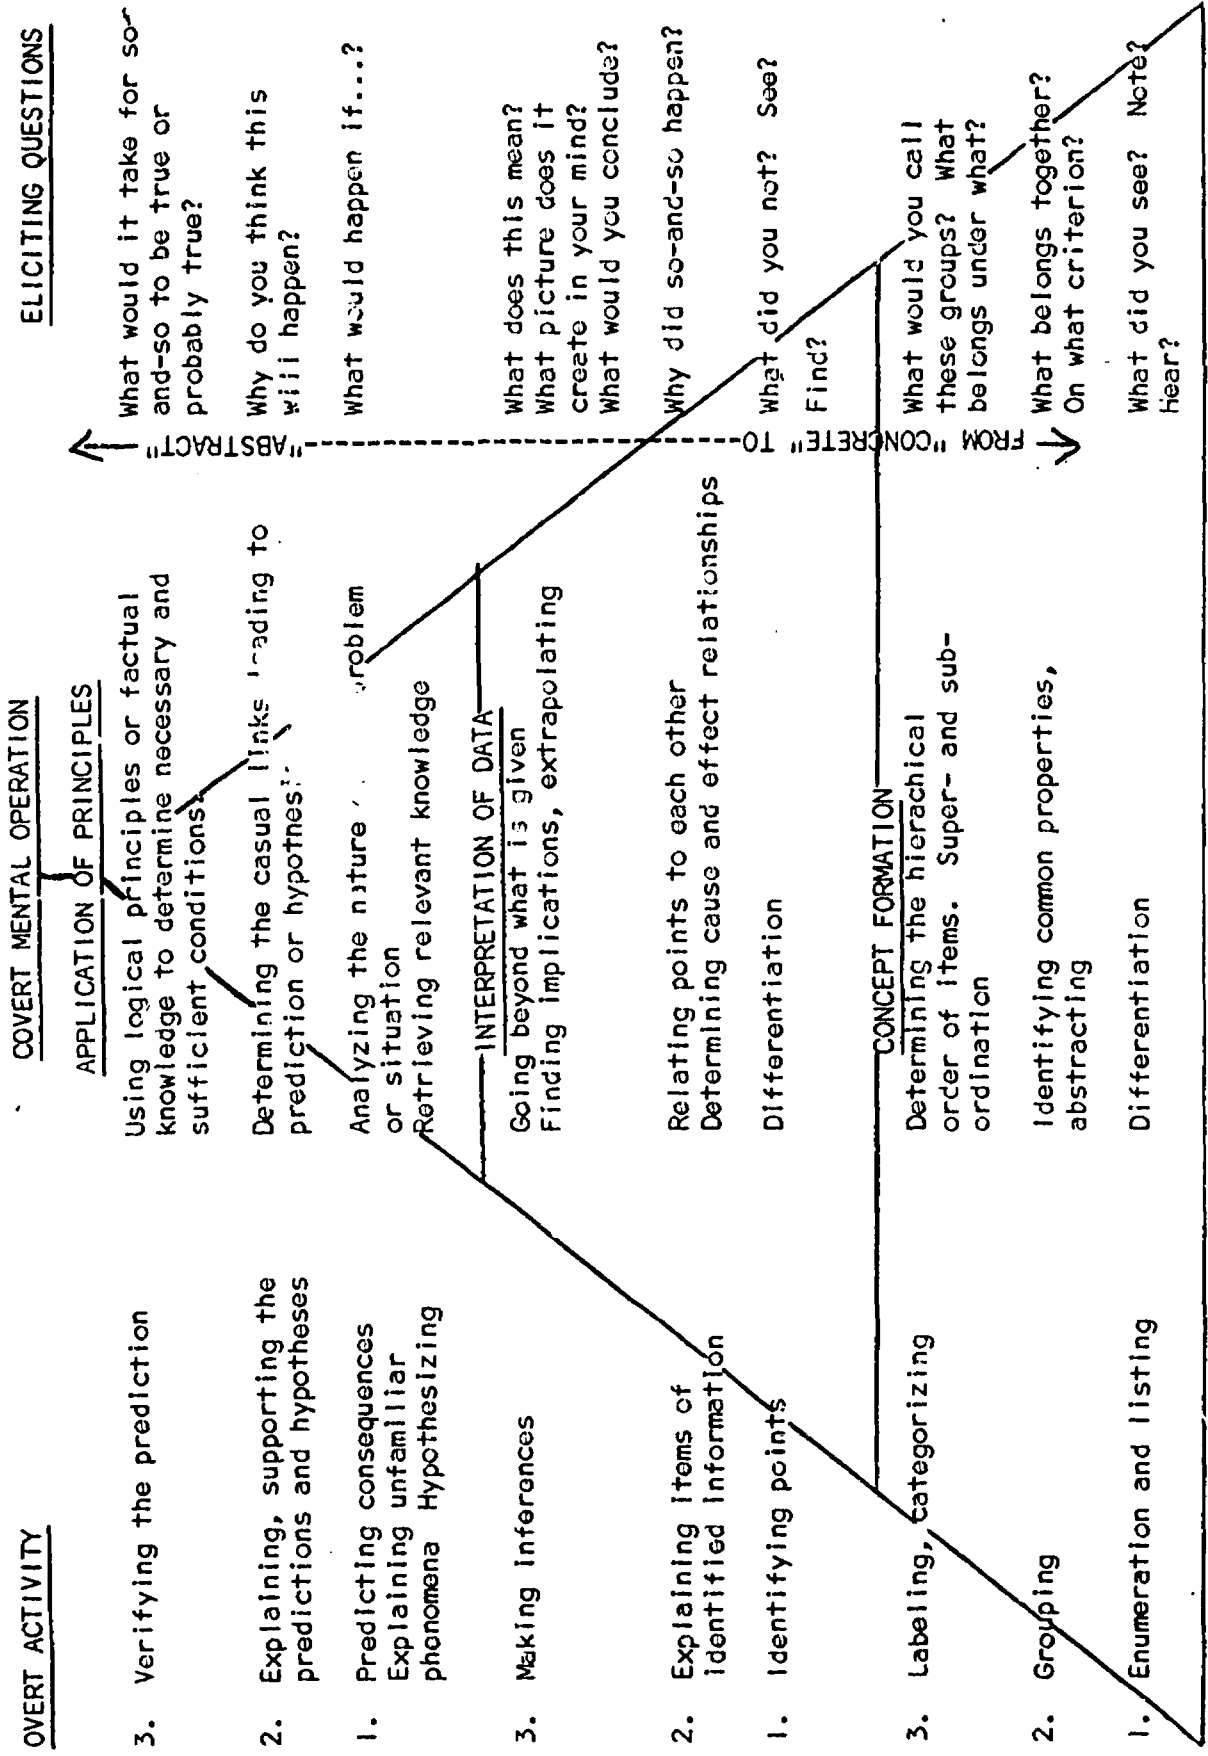 OVERT ACTIVITY
COVERT MENTAL OPERATION
ELICITING QUESTIONS
APPLICATION OF PRINCIPLES
3. Verifying the prediction
Using logical principles or factual
knowledge to determine necessary and
sufficient conditions.
What would it take for so-
and-so to be true or
probably true?
2. Explaining, supporting the
predictions and hypotheses
Determining the casual links leading to
prediction or
Why do you think this
will happen?
1. Predicting consequences
Explaining unfamiliar
phonomena Hypothesizing
Analyzing the nature problem
or situation
Retrieving relevant knowledge
What would happen if...?
INTERPRETATION OF DATA
3. Making inferences
Going beyond what is given
Finding implications, extrapolating
What does this mean?
What picture does it
create in your mind?
What would you conclude?
2. Explaining items of
identified information
Relating points to each other
Determining cause and effect relationships
Why did so-and-so happen?
1. Identifying points
Differentiation
What did you not? See?
Find?
CONCEPT FORMATION
3. Labeling, categorizing
Determining the hierachical
order of items. Super- and sub-
ordination
What would you call
these groups? What
belongs under what?
2. Grouping
Identifying common properties,
abstracting
What belongs together?
On what criterion?
1. Enumeration and listing
Differentiation
What did you see? Note?
hear?
FROM "CONCRETE" TO "ABSTRACT"